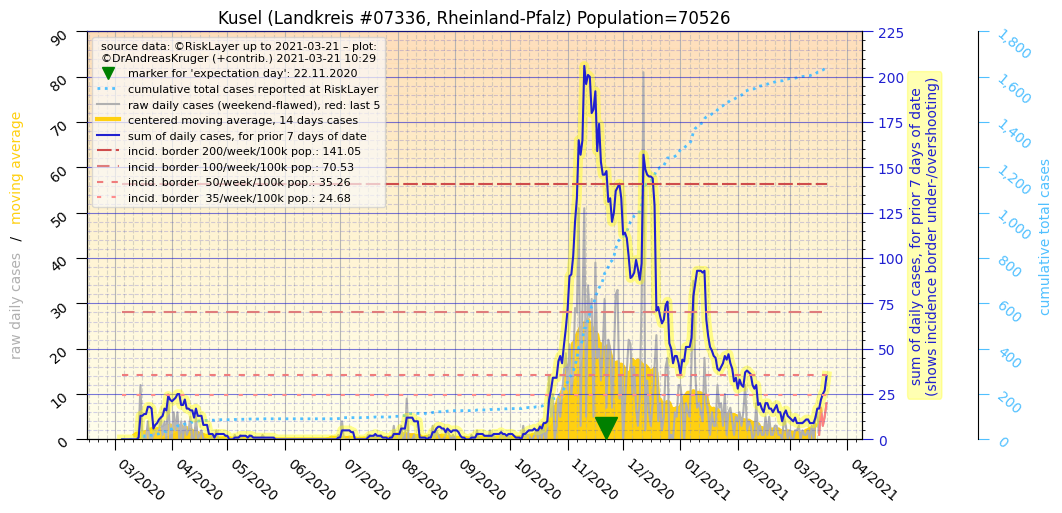 Kusel (Landkreis #07336, Rheinland-Pfalz) Population=70526
source data: ©RiskLayer up to 2021-03-21 – plot:
©DrAndreasKruger (+contrib.) 2021-03-21 10:29
marker for 'expectation day': 22.11.2020
cumulative total cases reported at RiskLayer
raw daily cases (weekend-flawed), red: last 5
centered moving average, 14 days cases
sum of daily cases, for prior 7 days of date
incid. border 200/week/100k pop.: 141.05
incid. border 100/week/100k pop.: 70.53
incid. border  50/week/100k pop.: 35.26
incid. border  35/week/100k pop.: 24.68
raw daily cases / moving average
90
80
70
60
50
40
30
20
10
0
03/2020
04/2020
05/2020
06/2020
07/2020
08/2020
09/2020
10/2020
11/2020
12/2020
01/2021
02/2021
03/2021
04/2021
225
200
175
150
125
100
75
50
25
0
sum of daily cases, for prior 7 days of date
(shows incidence border under-/overshooting)
1,800
1,600
1,400
1,200
1,000
800
600
400
200
0
cumulative total cases